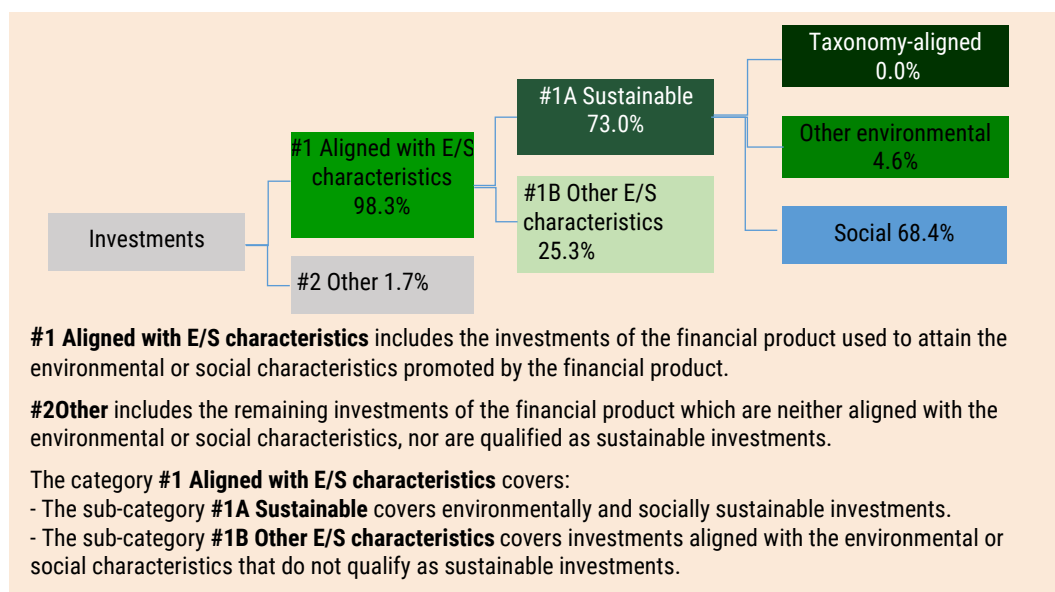 Taxonomy-aligned
0.0%
#1A Sustainable
73.0%
Other environmental
4.6%
#1 Aligned with E/S
characteristics
98.3%
#1B Other E/S
characteristics
25.3%
Social 68.4%
Investments
#2 Other 1.7%
#1 Aligned with E/S characteristics includes the investments of the financial product used to attain the
environmental or social characteristics promoted by the financial product.
#2Other includes the remaining investments of the financial product which are neither aligned with the
environmental or social characteristics, nor are qualified as sustainable investments.
The category #1 Aligned with E/S characteristics covers:
- The sub-category #1A Sustainable covers environmentally and socially sustainable investments.
- The sub-category #1B Other E/S characteristics covers investments aligned with the environmental or
social characteristics that do not qualify as sustainable investments.